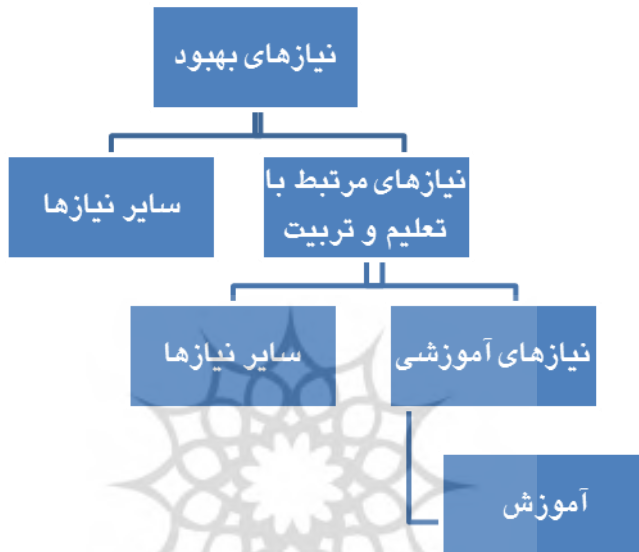 نیازهای بهبود
نیازهای مرتبط با
تعلیم و تربیت
سایر نیازها
نیازهای آموزشی
سایر نیازها
آموزش